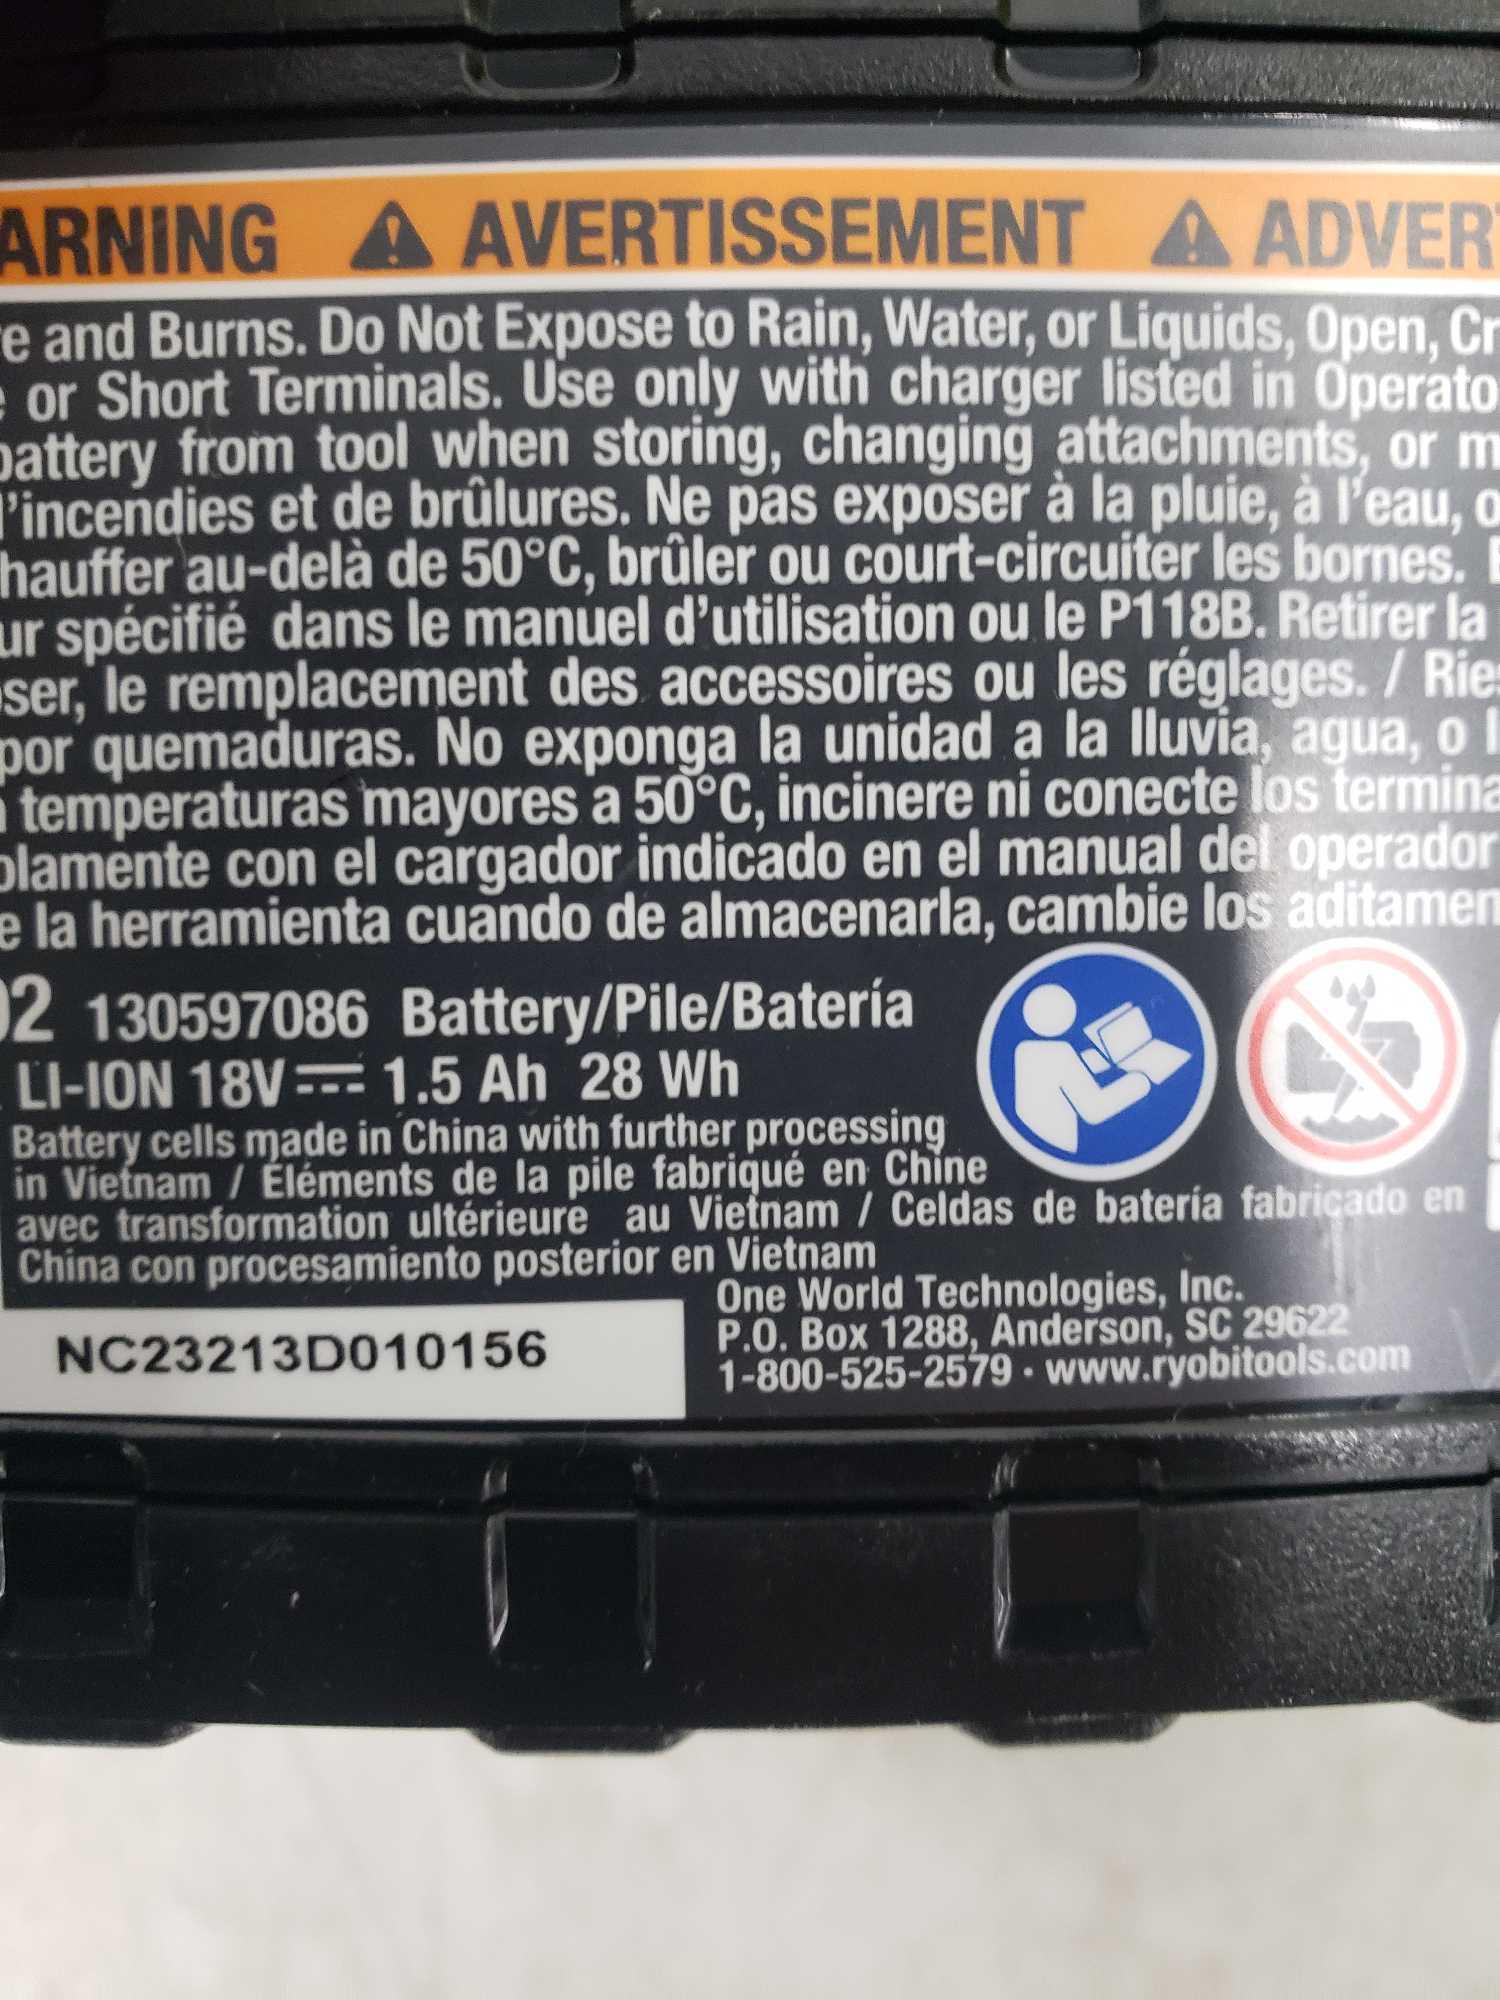 ARNING ⚠ AVERTISSEMENT ⚠ ADVERT
e and Burns. Do Not Expose to Rain, Water, or Liquids, Open, Cr
or Short Terminals. Use only with charger listed in Operato
battery from tool when storing, changing attachments, or m
l'incendies et de brûlures. Ne pas exposer à la pluie, à l'eau, o
hauffer au-delà de 50°C, brûler ou court-circuiter les bornes.
ur spécifié dans le manuel d'utilisation ou le P118B. Retirer la
ser, le remplacement des accessoires ou les réglages. / Ries
por quemaduras. No exponga la unidad a la lluvia, agua, o l
temperaturas mayores a 50°C, incinere ni conecte los termina
olamente con el cargador indicado en el manual del operador
e la herramienta cuando de almacenarla, cambie los aditamen
02 130597086 Battery/Pile/Batería
LI-ION 18V 1.5 Ah 28 Wh
Battery cells made in China with further processing
in Vietnam / Éléments de la pile fabriqué en Chine
avec transformation ultérieure au Vietnam / Celdas de batería fabricado en
China con procesamiento posterior en Vietnam
One World Technologies, Inc.
P.O. Box 1288, Anderson, SC 29622
1-800-525-2579 · www.ryobitools.com
NC23213D010156